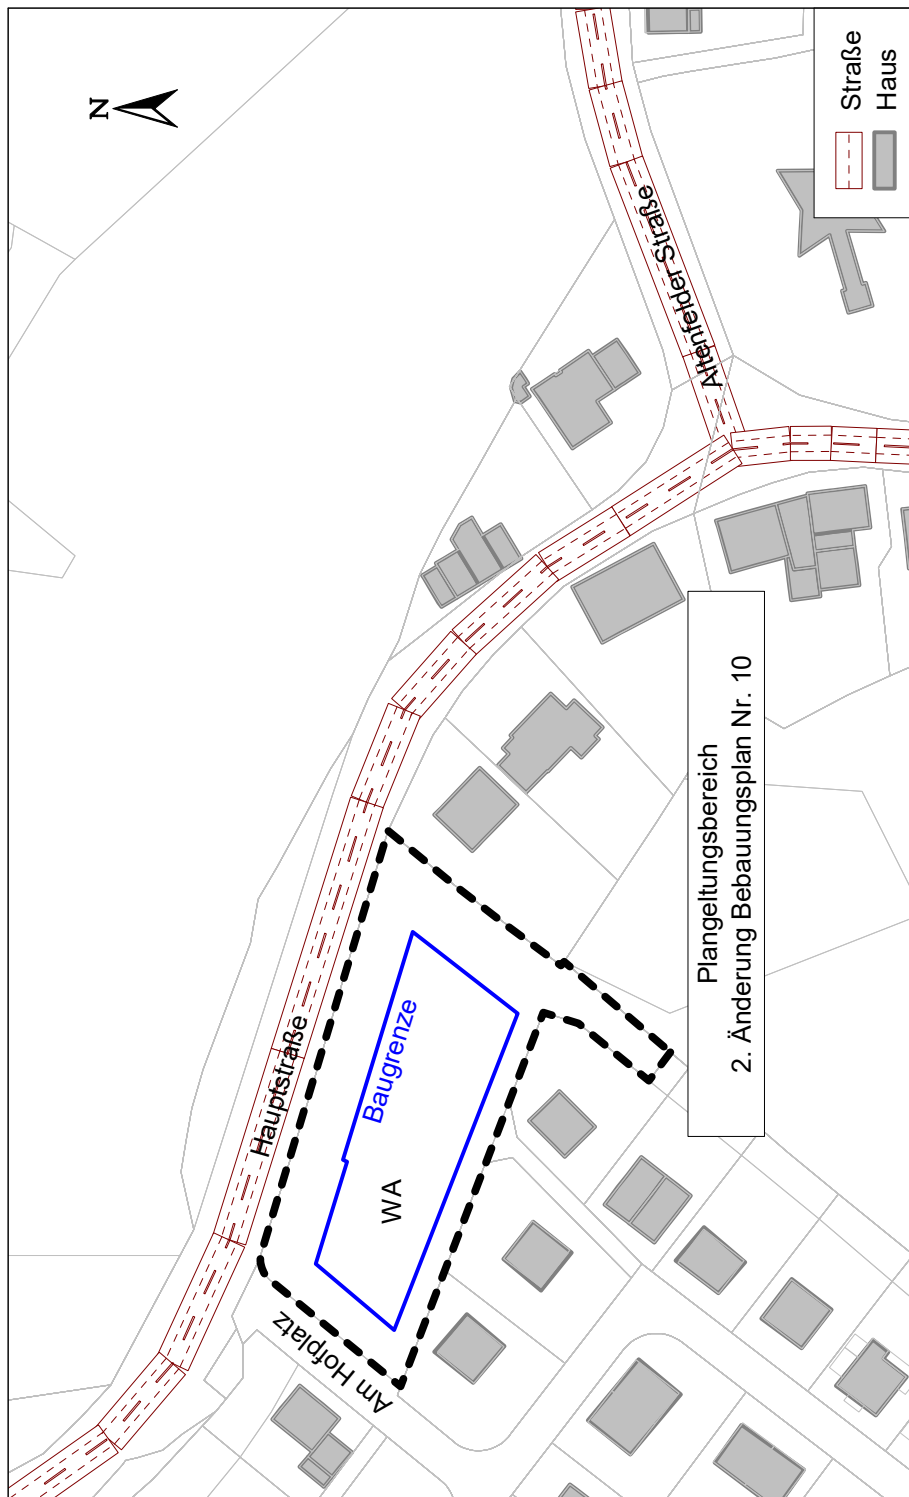 N
Hauptstraße
Altenfelder Straße
Baugrenze
WA
Am Hofplatz
Plangeltungsbereich
2. Änderung Bebauungsplan Nr. 10
Straße
Haus